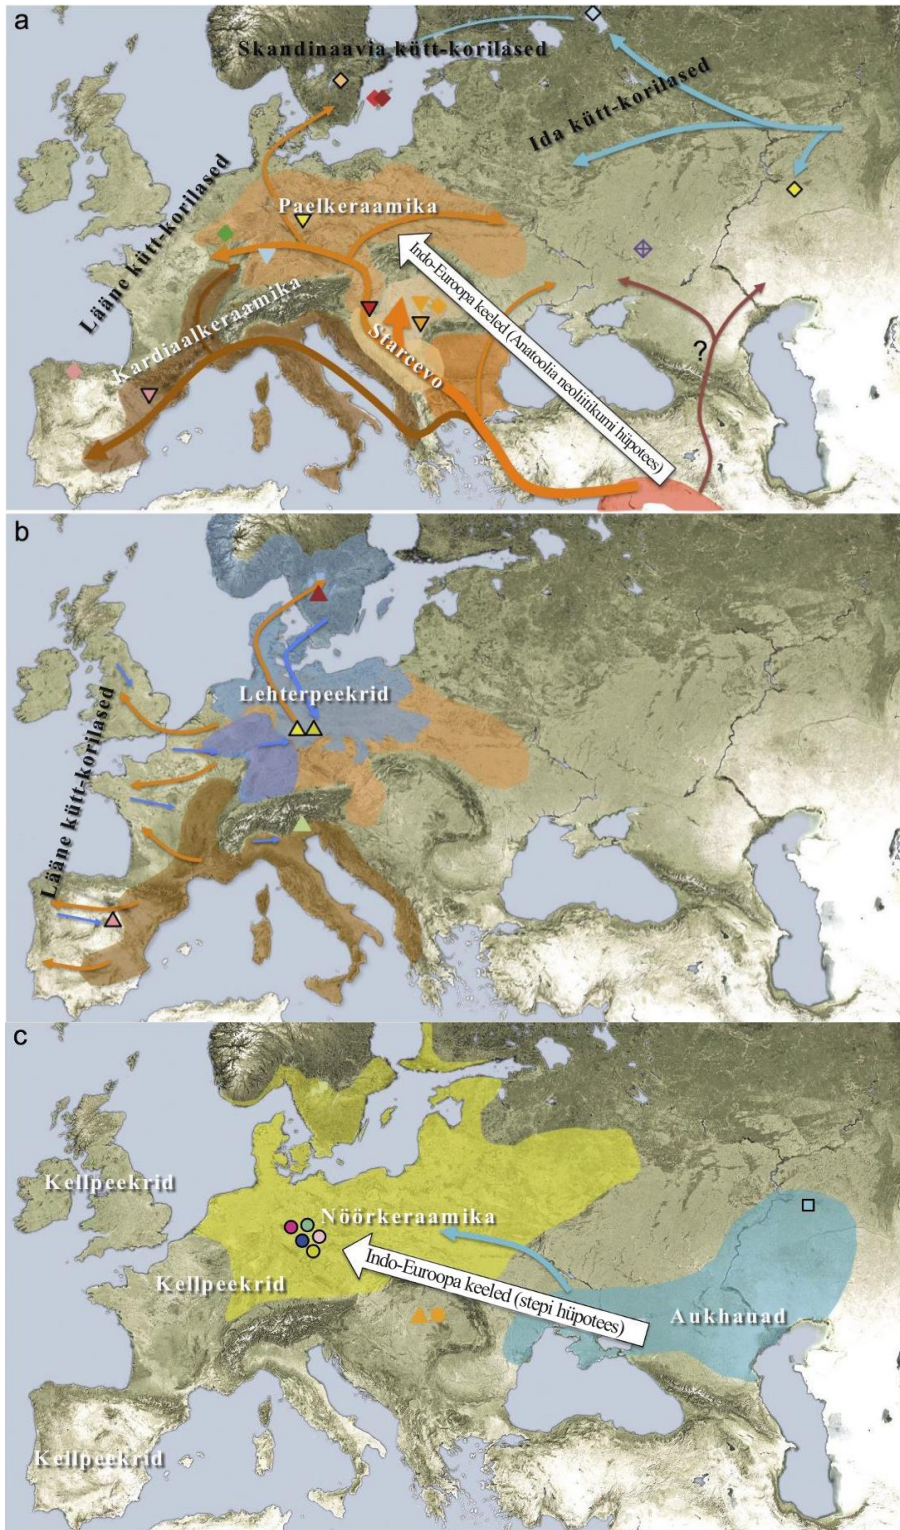 a
Skandinaavia kütt-korilased
Ida kütt-korilased
Lääne kütt-korilased
Paelkeraamika
Kardiaalkeraamika
Starcevo
Indo-Euroopa keeled (Anatoolia neoliitikumi hüpotees)
?
b
Lehterpeekrid
Lääne kütt-korilased
c
Kellpeekrid
Nöörkeraamika
Kellpeekrid
Indo-Euroopa keeled (stepi hüpotees)
Aukhauad
Kellpeekrid